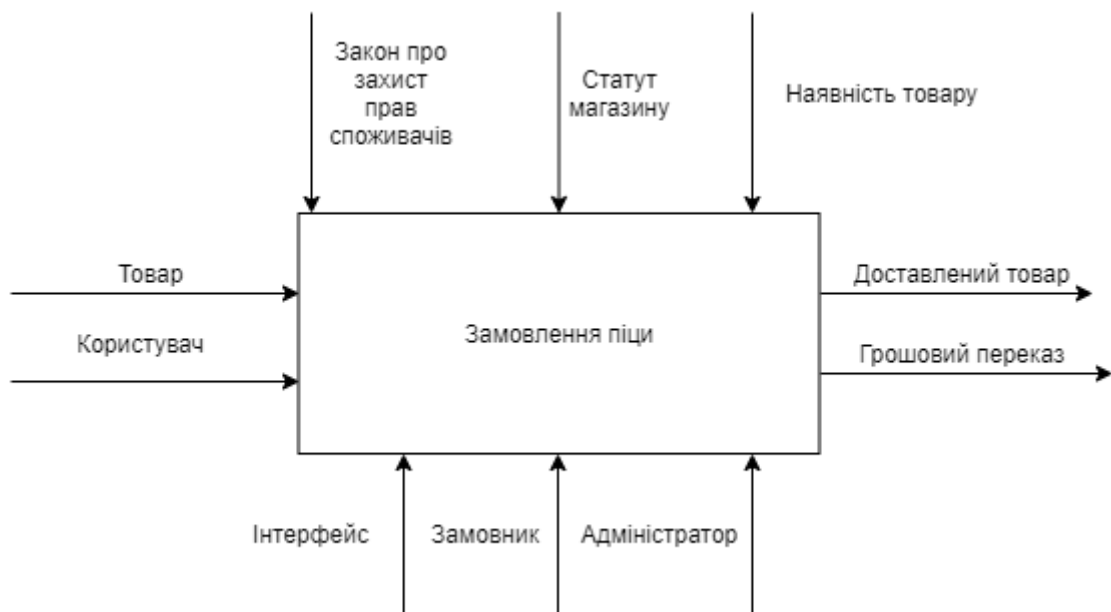 Закон про
захист
прав
споживачів
Статут
магазину
Наявність товару
Товар
Користувач
Замовлення піци
Доставлений товар
Грошовий переказ
Інтерфейс
Замовник
Адміністратор